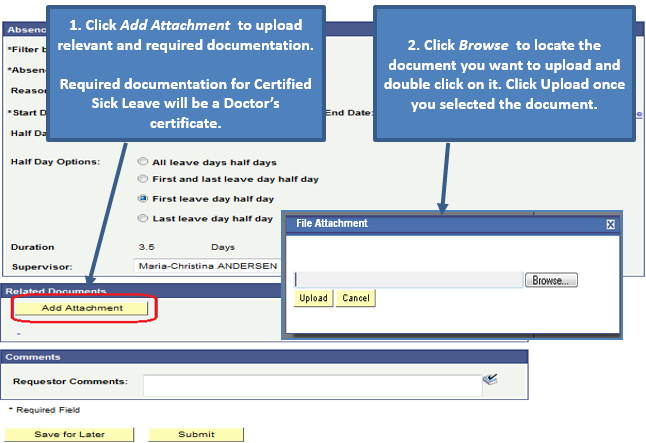 Absenc
1. Click Add Attachment to upload
relevant and required documentation.
Required documentation for Certified
Sick Leave will be a Doctor's
certificate.
2. Click Browse to locate the
document you want to upload and
double click on it. Click Upload once
you selected the document.
*Filter b
*Absen
Reason
*Start D
End Date:
e
Half Da
Half Day Options:
All leave days half days
First and last leave day half day
First leave day half day
Last leave day half day
Duration 3.5 Days
Supervisor: Maria-Christina ANDERSEN
File Attachment
Browse...
Upload Cancel
Related Documents
Add Attachment
-
Comments
Requestor Comments:
* Required Field
Save for Later Submit